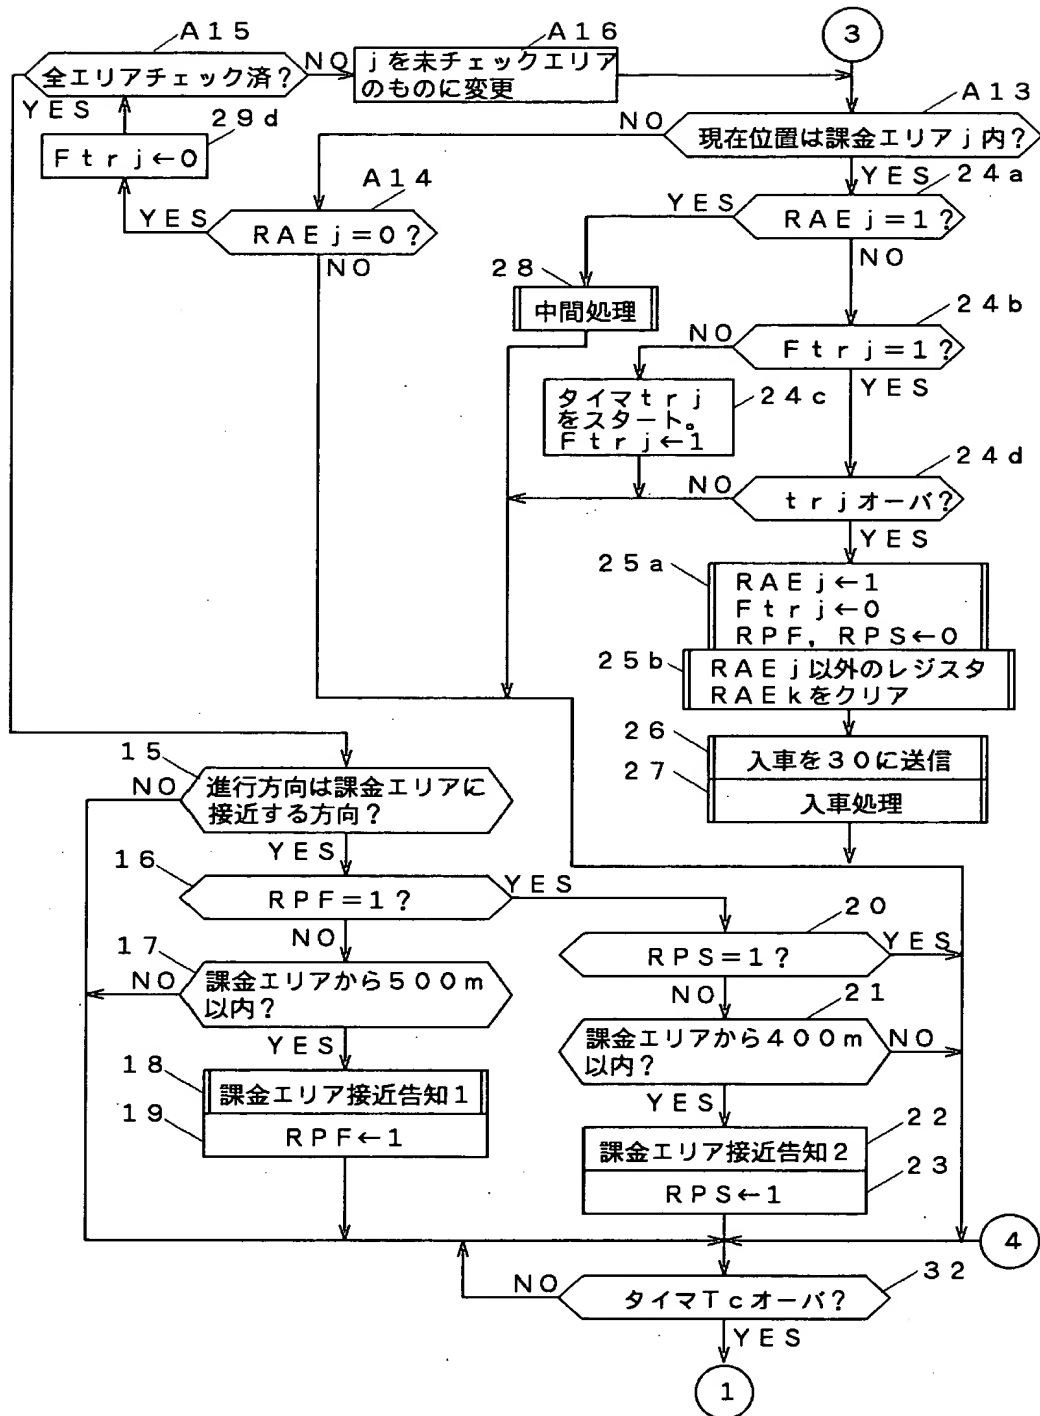 A15
全エリアチェック済?
YES
NO
A16
jを未チェックエリア
のものに変更
3
29d
Ftrj←0
A13
現在位置は課金エリアj内?
NO
YES
A14
RAEj=0?
YES
NO
24a
RAEj=1?
YES
NO
28
中間処理
24b
Ftrj=1?
NO
YES
タイマtrj
をスタート。
Ftrj←1
24c
24d
trjオーバ?
NO
YES
25a
RAEj←1
Ftrj←0
RPF, RPS←0
25b
RAEj以外のレジスタ
RAEkをクリア
26
入車を30に送信
27
入車処理
15
進行方向は課金エリアに
接近する方向?
NO
YES
16
RPF=1?
YES
NO
17
課金エリアから500m
以内?
NO
YES
18
課金エリア接近告知1
19
RPF←1
20
RPS=1?
YES
NO
21
課金エリアから400m
以内?
NO
YES
22
課金エリア接近告知2
23
RPS←1
4
32
タイマTcオーバ?
NO
YES
1